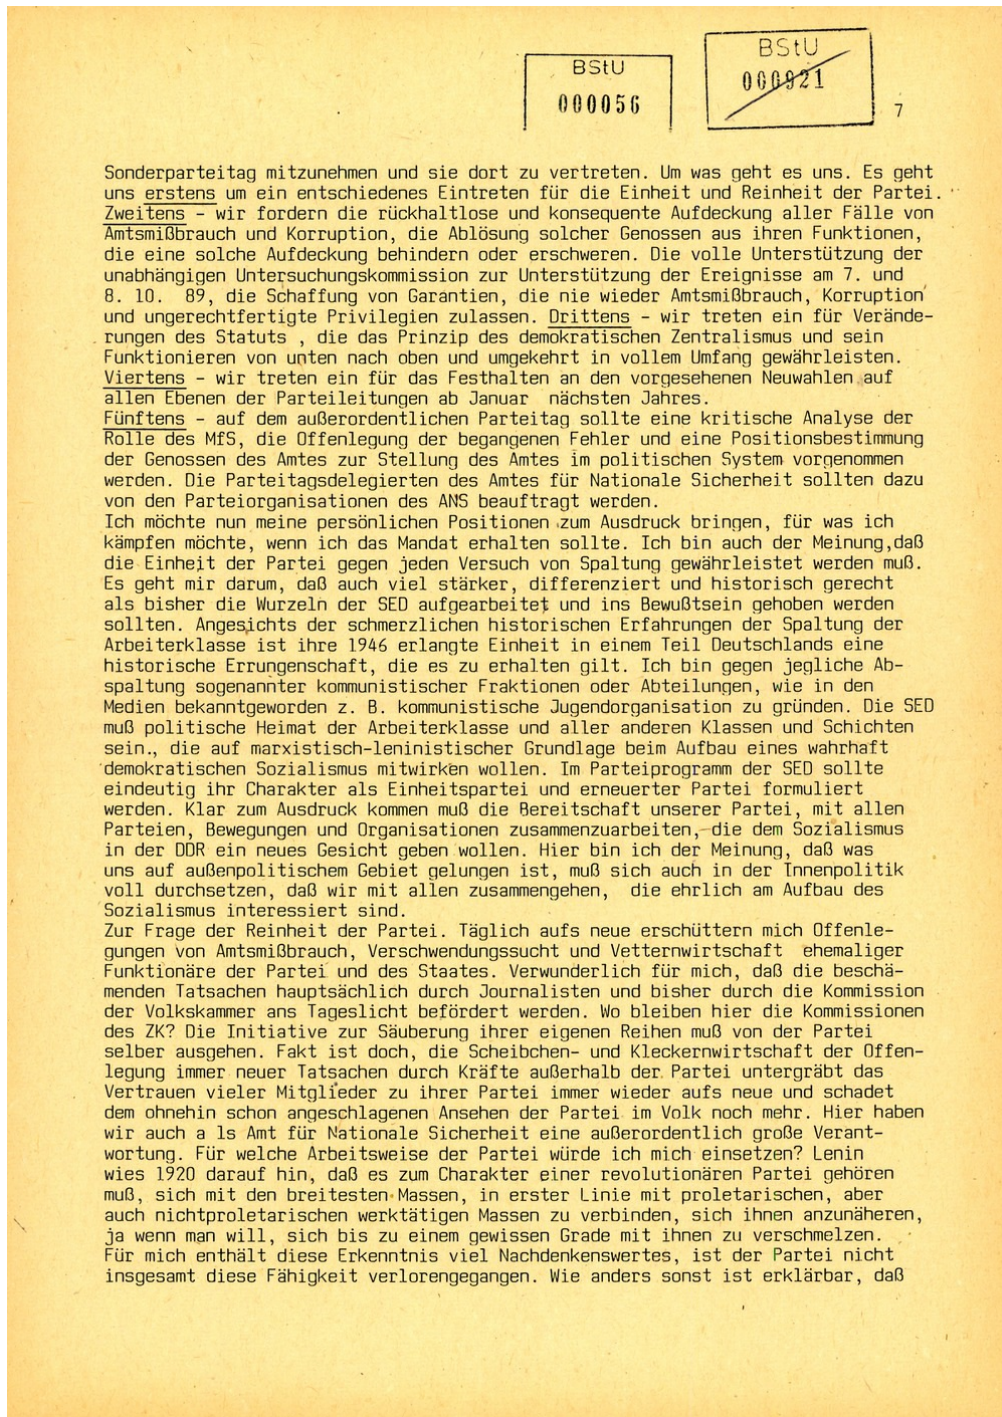 BStU
000056
BStU
000921
7
Sonderparteitag mitzunehmen und sie dort zu vertreten. Um was geht es uns. Es geht
uns erstens um ein entschiedenes Eintreten für die Einheit und Reinheit der Partei.
Zweitens - wir fordern die rückhaltlose und konsequente Aufdeckung aller Fälle von
Amtsmißbrauch und Korruption, die Ablösung solcher Genossen aus ihren Funktionen,
die eine solche Aufdeckung behindern oder erschweren. Die volle Unterstützung der
unabhängigen Untersuchungskommission zur Unterstützung der Ereignisse am 7. und
8. 10.  89, die Schaffung von Garantien, die nie wieder Amtsmißbrauch, Korruption
und ungerechtfertigte Privilegien zulassen. Drittens - wir treten ein für Verände-
rungen des Statuts , die das Prinzip des demokratischen Zentralismus und sein
Funktionieren von unten nach oben und umgekehrt in vollem Umfang gewährleisten.
Viertens - wir treten ein für das Festhalten an den vorgesehenen Neuwahlen auf
allen Ebenen der Parteileitungen ab Januar  nächsten Jahres.
Fünftens - auf dem außerordentlichen Parteitag sollte eine kritische Analyse der
Rolle des MfS, die Offenlegung der begangenen Fehler und eine Positionsbestimmung
der Genossen des Amtes zur Stellung des Amtes im politischen System vorgenommen
werden. Die Parteitagsdelegierten des Amtes für Nationale Sicherheit sollten dazu
von den Parteiorganisationen des ANS beauftragt werden.
Ich möchte nun meine persönlichen Positionen zum Ausdruck bringen, für was ich
kämpfen möchte, wenn ich das Mandat erhalten sollte. Ich bin auch der Meinung,daß
die Einheit der Partei gegen jeden Versuch von Spaltung gewährleistet werden muß.
Es geht mir darum, daß auch viel stärker, differenziert und historisch gerecht
als bisher die Wurzeln der SED aufgearbeitet und ins Bewußtsein gehoben werden
sollten. Angesichts der schmerzlichen historischen Erfahrungen der Spaltung der
Arbeiterklasse ist ihre 1946 erlangte Einheit in einem Teil Deutschlands eine
historische Errungenschaft, die es zu erhalten gilt. Ich bin gegen jegliche Ab-
spaltung sogenannter kommunistischer Fraktionen oder Abteilungen, wie in den
Medien bekanntgeworden z. B. kommunistische Jugendorganisation zu gründen. Die SED
muß politische Heimat der Arbeiterklasse und aller anderen Klassen und Schichten
sein., die auf marxistisch-leninistischer Grundlage beim Aufbau eines wahrhaft
demokratischen Sozialismus mitwirken wollen. Im Parteiprogramm der SED sollte
eindeutig ihr Charakter als Einheitspartei und erneuerter Partei formuliert
werden. Klar zum Ausdruck kommen muß die Bereitschaft unserer Partei, mit allen
Parteien, Bewegungen und Organisationen zusammenzuarbeiten, die dem Sozialismus
in der DDR ein neues Gesicht geben wollen. Hier bin ich der Meinung, daß was
uns auf außenpolitischem Gebiet gelungen ist, muß sich auch in der Innenpolitik
voll durchsetzen, daß wir mit allen zusammengehen,  die ehrlich am Aufbau des
Sozialismus interessiert sind.
Zur Frage der Reinheit der Partei. Täglich aufs neue erschüttern mich Offenle-
gungen von Amtsmißbrauch, Verschwendungssucht und Vetternwirtschaft  ehemaliger
Funktionäre der Partei und des Staates. Verwunderlich für mich, daß die beschä-
menden Tatsachen hauptsächlich durch Journalisten und bisher durch die Kommission
der Volkskammer ans Tageslicht befördert werden. Wo bleiben hier die Kommissionen
des ZK? Die Initiative zur Säuberung ihrer eigenen Reihen muß von der Partei
selber ausgehen. Fakt ist doch, die Scheibchen- und Kleckernwirtschaft der Offen-
legung immer neuer Tatsachen durch Kräfte außerhalb der Partei untergräbt das
Vertrauen vieler Mitglieder zu ihrer Partei immer wieder aufs neue und schadet
dem ohnehin schon angeschlagenen Ansehen der Partei im Volk noch mehr. Hier haben
wir auch a ls Amt für Nationale Sicherheit eine außerordentlich große Verant-
wortung. Für welche Arbeitsweise der Partei würde ich mich einsetzen? Lenin
wies 1920 darauf hin, daß es zum Charakter einer revolutionären Partei gehören
muß, sich mit den breitesten Massen, in erster Linie mit proletarischen, aber
auch nichtproletarischen werktätigen Massen zu verbinden, sich ihnen anzunäheren,
ja wenn man will, sich bis zu einem gewissen Grade mit ihnen zu verschmelzen.
Für mich enthält diese Erkenntnis viel Nachdenkenswertes, ist der Partei nicht
insgesamt diese Fähigkeit verlorengegangen. Wie anders sonst ist erklärbar, daß